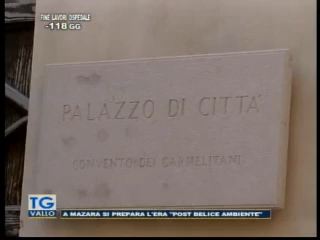 FINE LAVORI OSPEDALE
-118 GG
PALAZZO DI CITTA'
CONVENTO DEI CARMELITANI
TG
VALLO
A MAZARA SI PREPARA L'ERA "POST BELICE AMBIENTE"